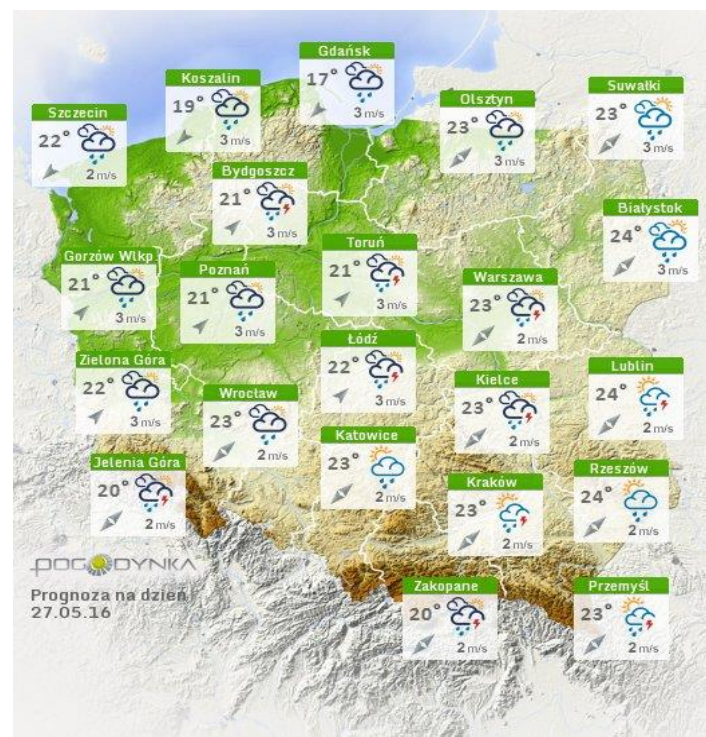 Gdańsk
17°
3 m/s
Koszalin
19°
3 m/s
Suwałki
23°
3 m/s
Olsztyn
23°
3 m/s
Szczecin
22°
2 m/s
Bydgoszcz
21°
3 m/s
Białystok
24°
3 m/s
Toruń
21°
3 m/s
Gorzów Wlkp
21°
3 m/s
Poznań
21°
3 m/s
Warszawa
23°
2 m/s
Łódź
22°
3 m/s
Zielona Góra
22°
3 m/s
Lublin
24°
2 m/s
Kielce
23°
2 m/s
Wrocław
23°
2 m/s
Katowice
23°
2 m/s
Jelenia Góra
20°
2 m/s
Rzeszów
24°
2 m/s
Kraków
23°
2 m/s
POGODYNKA
Prognoza na dzień
27.05.16
Zakopane
20°
2 m/s
Przemyśl
23°
2 m/s